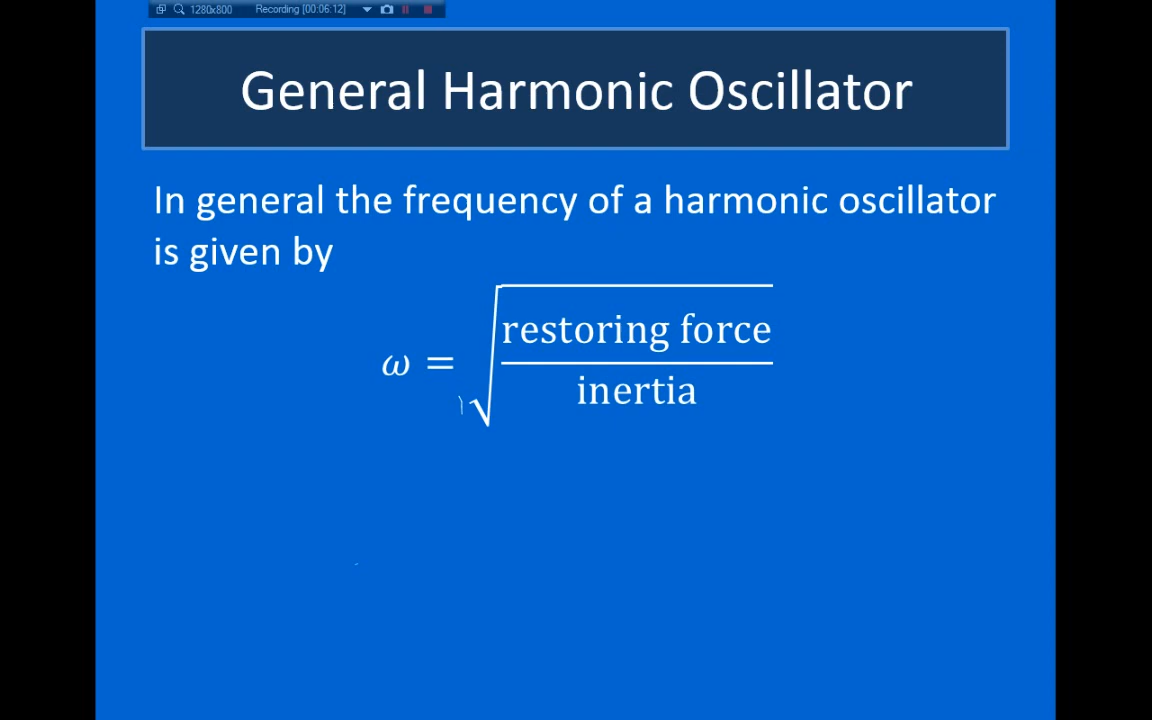 1280x800 Recording [00:06:12]
General Harmonic Oscillator
In general the frequency of a harmonic oscillator
is given by
ω = √(restoring force / inertia)